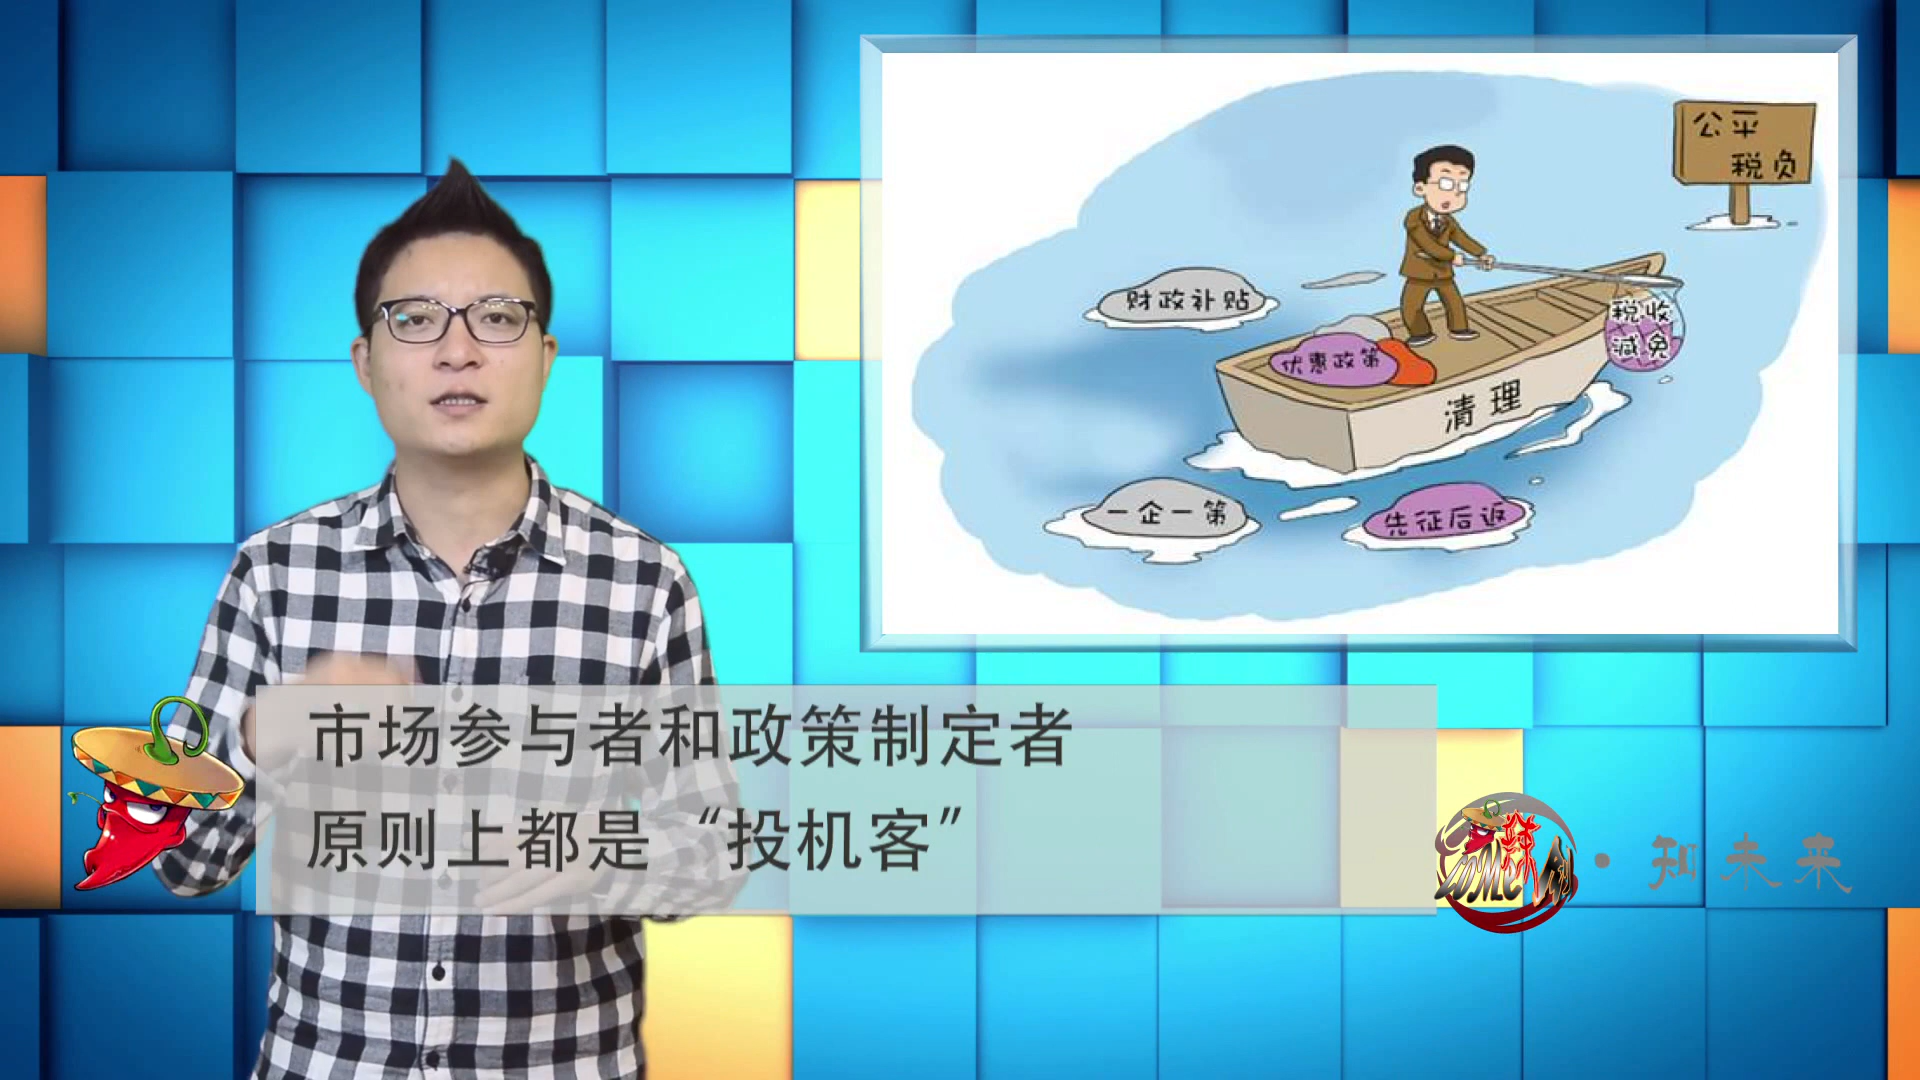 公平
税负
财政补贴
税收
减免
优惠政策
清理
一企一策
先征后返
市场参与者和政策制定者
原则上都是“投机客”
辣
创
·知未来